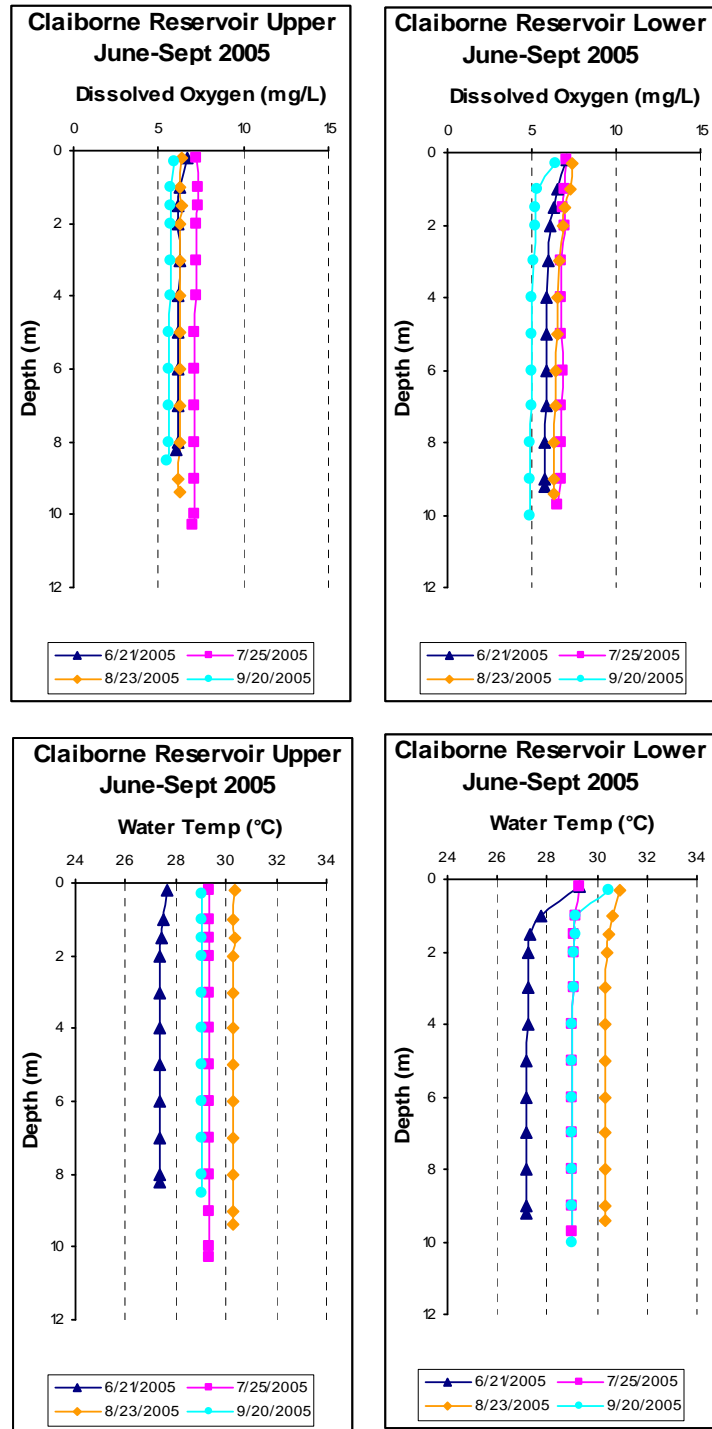 Claiborne Reservoir Upper
June-Sept 2005
Dissolved Oxygen (mg/L)
0 5 10 15
0
2
4
6
8
10
12
Depth (m)
6/21/2005 7/25/2005
8/23/2005 9/20/2005
Claiborne Reservoir Lower
June-Sept 2005
Dissolved Oxygen (mg/L)
0 5 10 15
0
2
4
6
8
10
12
Depth (m)
6/21/2005 7/25/2005
8/23/2005 9/20/2005
Claiborne Reservoir Upper
June-Sept 2005
Water Temp (°C)
24 26 28 30 32 34
0
2
4
6
8
10
12
Depth (m)
6/21/2005 7/25/2005
8/23/2005 9/20/2005
Claiborne Reservoir Lower
June-Sept 2005
Water Temp (°C)
24 26 28 30 32 34
0
2
4
6
8
10
12
Depth (m)
6/21/2005 7/25/2005
8/23/2005 9/20/2005